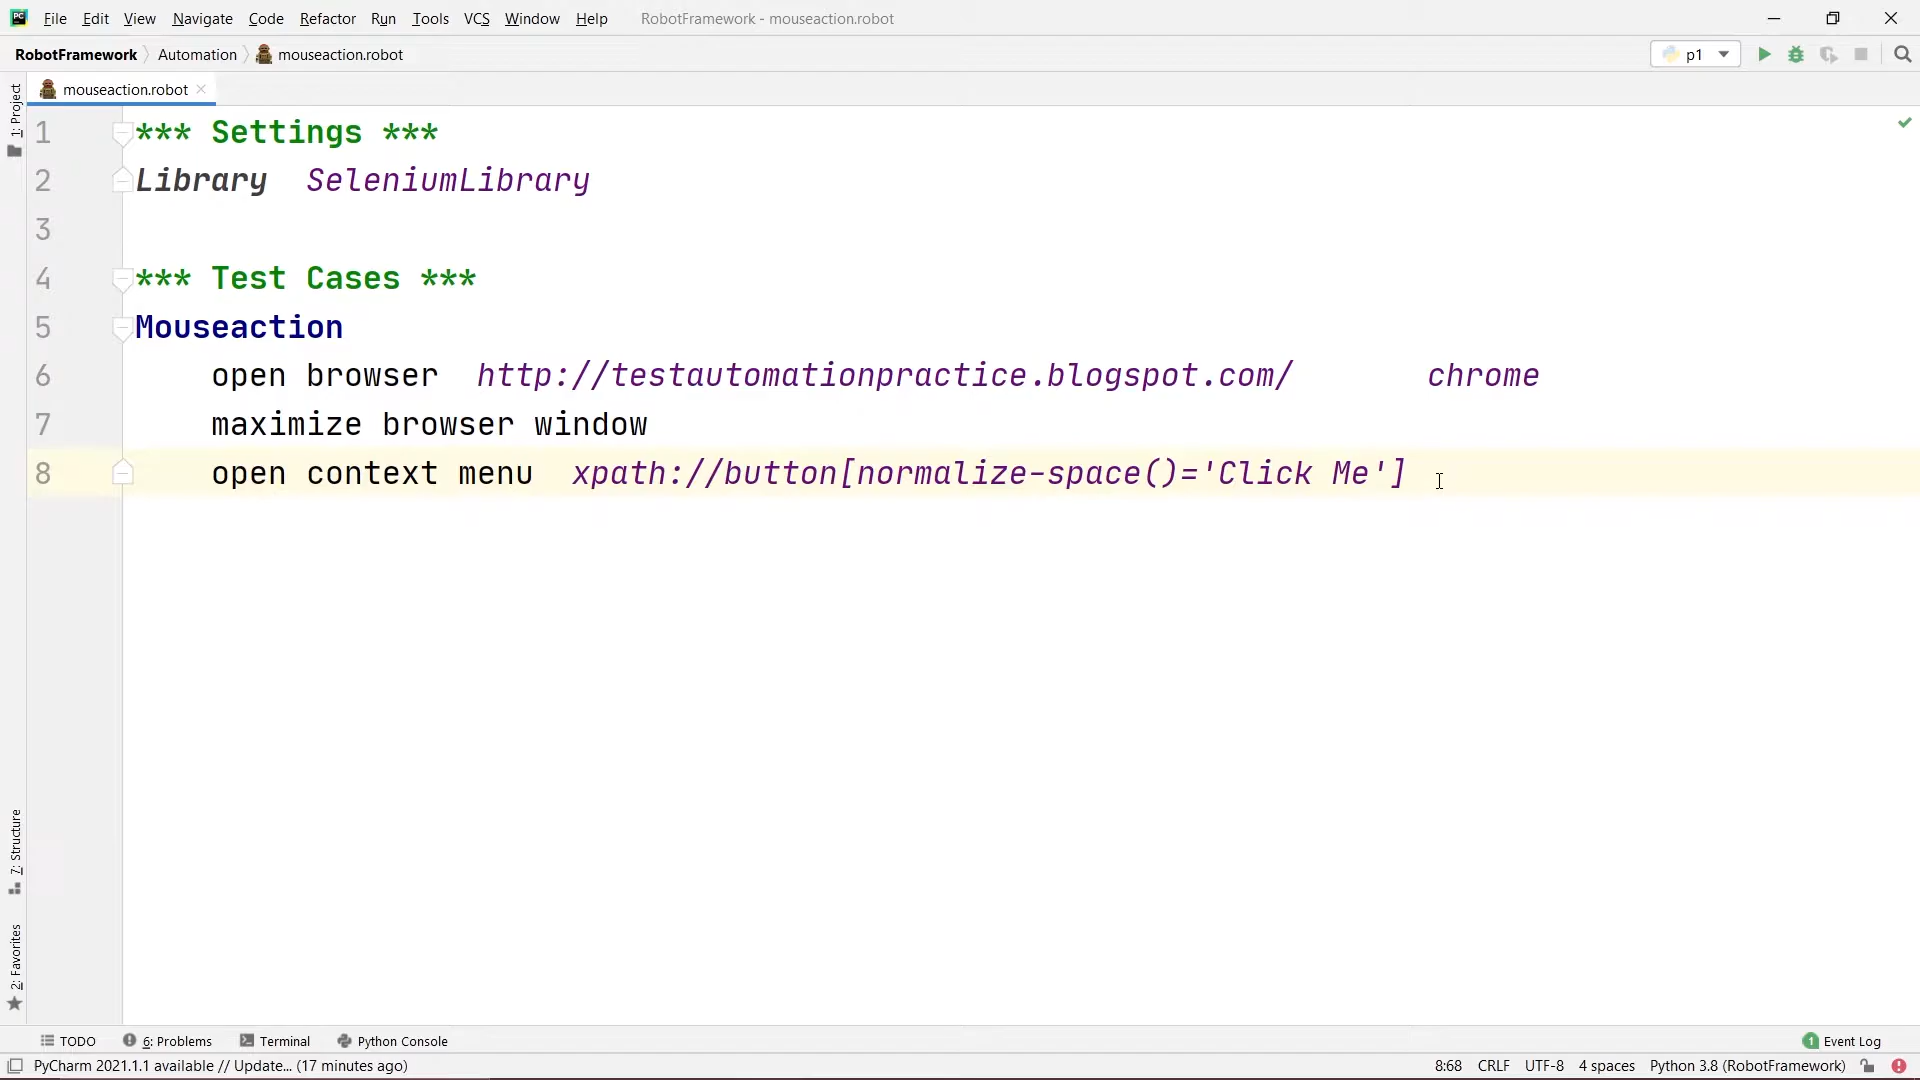 PC File Edit View Navigate Code Refactor Run Tools VCS Window Help RobotFramework - mouseaction.robot
RobotFramework Automation mouseaction.robot p1
1: Project
mouseaction.robot
1 *** Settings ***
2 Library SeleniumLibrary
3
4 *** Test Cases ***
5 Mouseaction
6 open browser http://testautomationpractice.blogspot.com/ chrome
7 maximize browser window
8 open context menu xpath://button[normalize-space()='Click Me']
7: Structure
2: Favorites
TODO 6: Problems Terminal Python Console 1 Event Log
PyCharm 2021.1.1 available // Update... (17 minutes ago) 8:68 CRLF UTF-8 4 spaces Python 3.8 (RobotFramework)